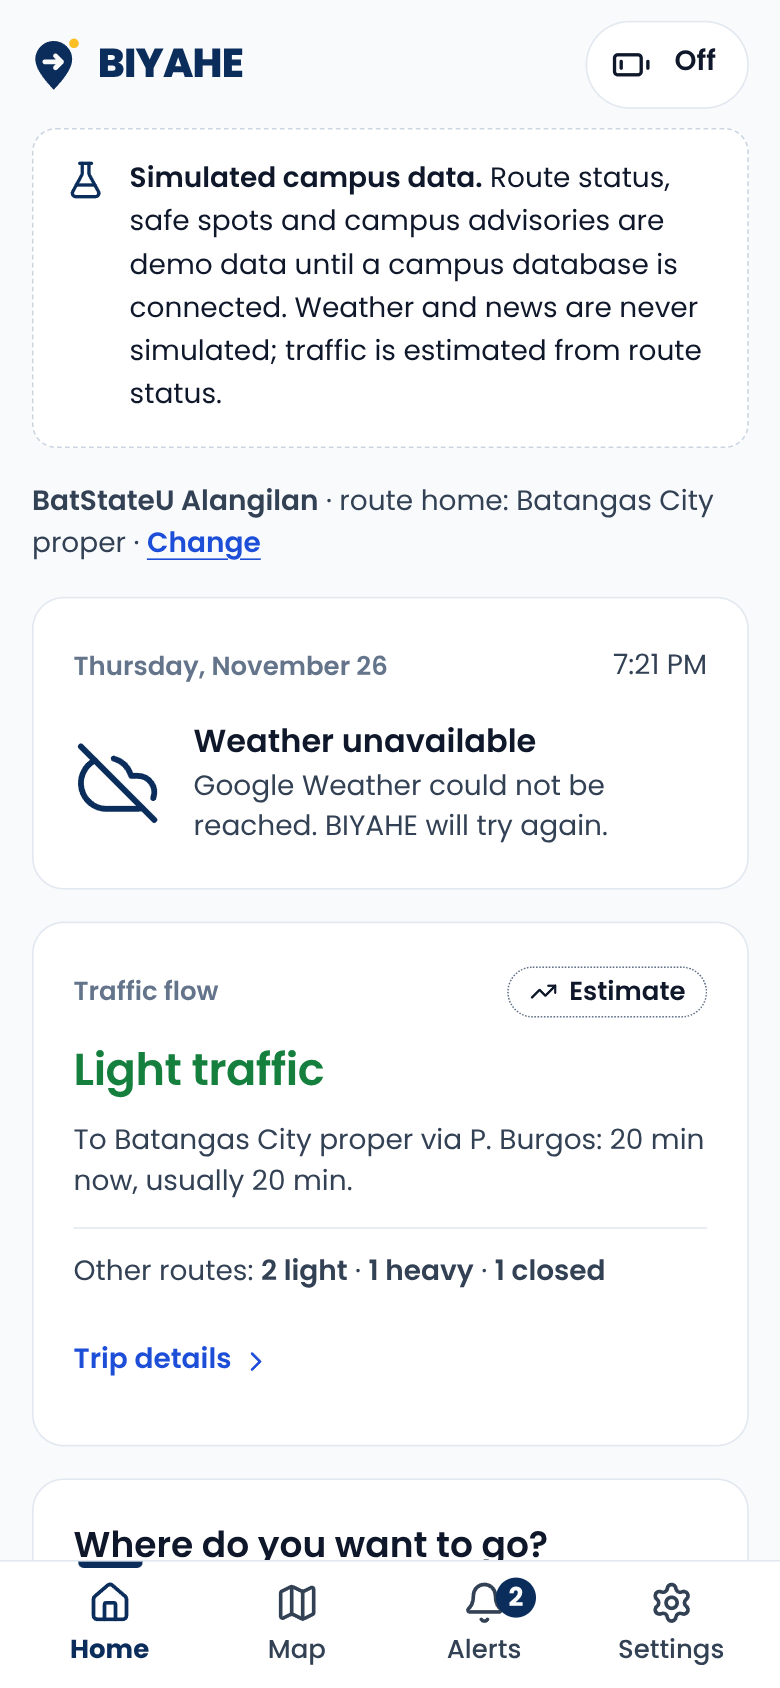 BIYAHE
Off
Simulated campus data. Route status,
safe spots and campus advisories are
demo data until a campus database is
connected. Weather and news are never
simulated; traffic is estimated from route
status.
BatStateU Alangilan · route home: Batangas City
proper · Change
Thursday, November 26
7:21 PM
Weather unavailable
Google Weather could not be
reached. BIYAHE will try again.
Traffic flow
Estimate
Light traffic
To Batangas City proper via P. Burgos: 20 min
now, usually 20 min.
Other routes: 2 light · 1 heavy · 1 closed
Trip details
Where do you want to go?
2
Home
Map
Alerts
Settings